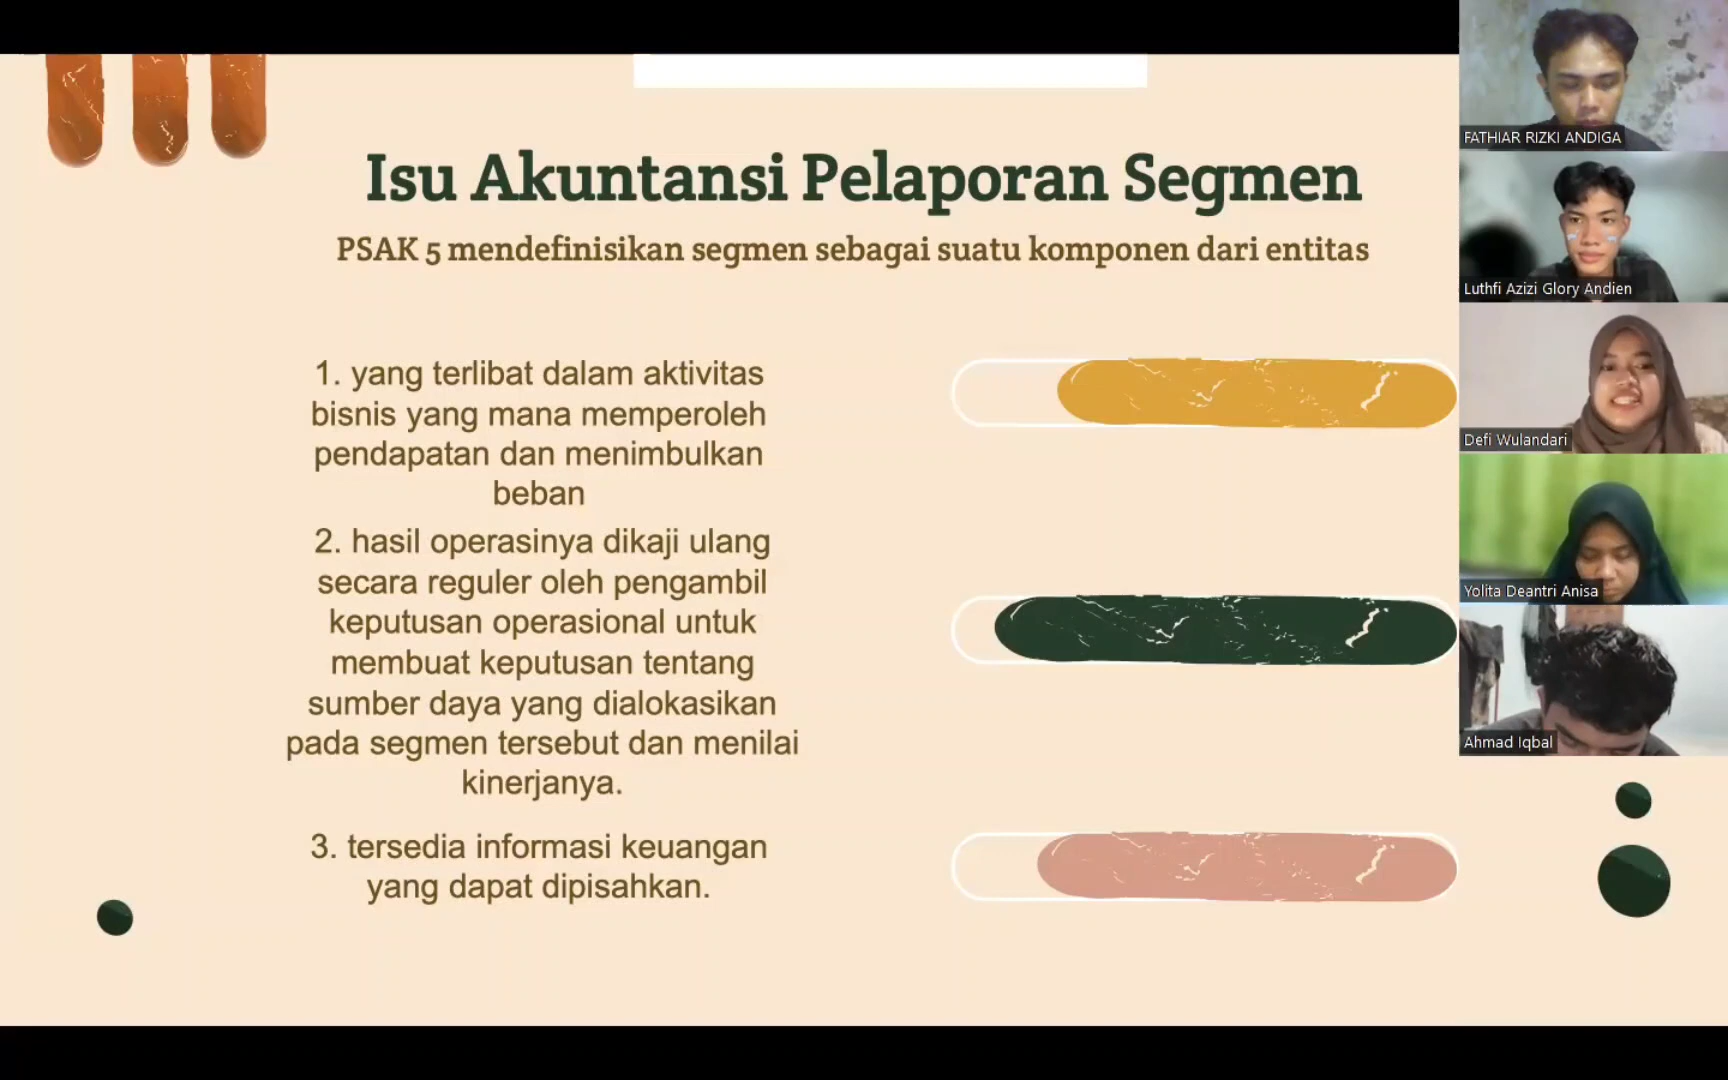 Isu Akuntansi Pelaporan Segmen
PSAK 5 mendefinisikan segmen sebagai suatu komponen dari entitas
1. yang terlibat dalam aktivitas
bisnis yang mana memperoleh
pendapatan dan menimbulkan
beban
2. hasil operasinya dikaji ulang
secara reguler oleh pengambil
keputusan operasional untuk
membuat keputusan tentang
sumber daya yang dialokasikan
pada segmen tersebut dan menilai
kinerjanya.
3. tersedia informasi keuangan
yang dapat dipisahkan.
FATHIAR RIZKI ANDIGA
Luthfi Azizi Glory Andien
Defi Wulandari
Yolita Deantri Anisa
Ahmad Iqbal